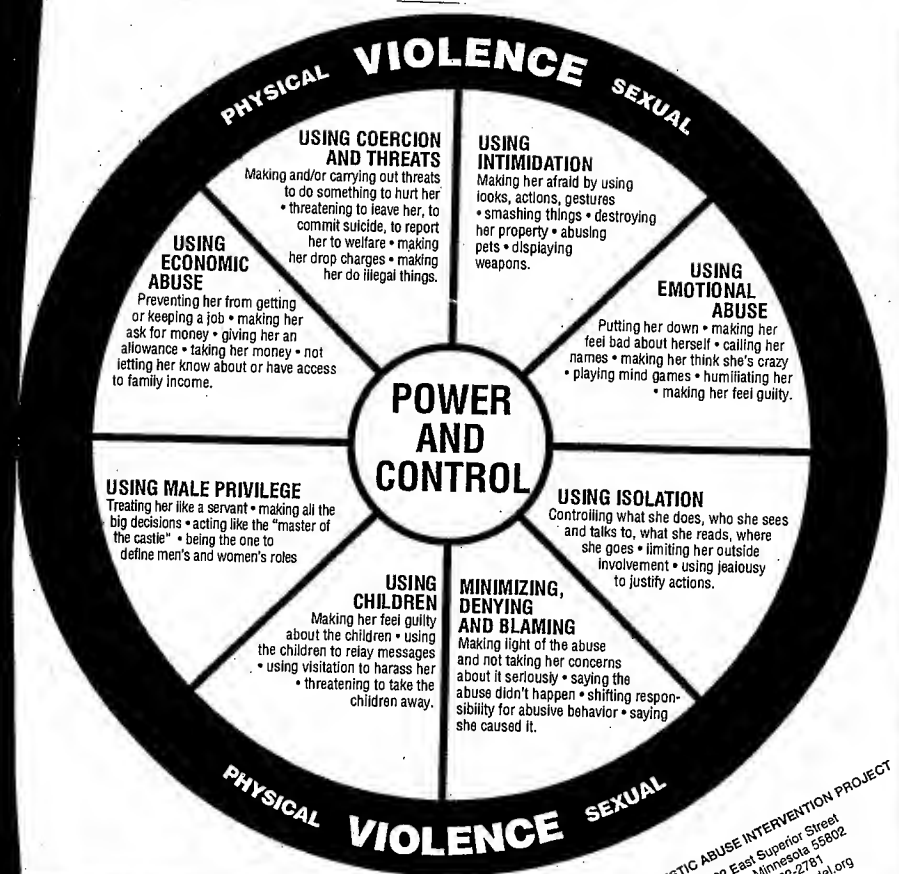 PHYSICAL VIOLENCE SEXUAL
USING COERCION
AND THREATS
Making and/or carrying out threats
to do something to hurt her
• threatening to leave her, to
commit suicide, to report
her to welfare • making
her drop charges • making
her do illegal things.
USING
INTIMIDATION
Making her afraid by using
looks, actions, gestures
• smashing things • destroying
her property • abusing
pets • displaying
weapons.
USING
ECONOMIC
ABUSE
Preventing her from getting
or keeping a job • making her
ask for money • giving her an
allowance • taking her money • not
letting her know about or have access
to family income.
USING
EMOTIONAL
ABUSE
Putting her down • making her
feel bad about herself • calling her
names • making her think she's crazy
• playing mind games • humiliating her
• making her feel guilty.
POWER
AND
CONTROL
USING MALE PRIVILEGE
Treating her like a servant • making all the
big decisions • acting like the "master of
the castle" • being the one to
define men's and women's roles
USING ISOLATION
Controlling what she does, who she sees
and talks to, what she reads, where
she goes • limiting her outside
involvement • using jealousy
to justify actions.
USING
CHILDREN
Making her feel guilty
about the children • using
the children to relay messages
• using visitation to harass her
• threatening to take the
children away.
MINIMIZING,
DENYING
AND BLAMING
Making light of the abuse
and not taking her concerns
about it seriously • saying the
abuse didn't happen • shifting respon-
sibility for abusive behavior • saying
she caused it.
PHYSICAL VIOLENCE SEXUAL
ABUSE INTERVENTION PROJECT
East Superior Street
Minnesota 55802